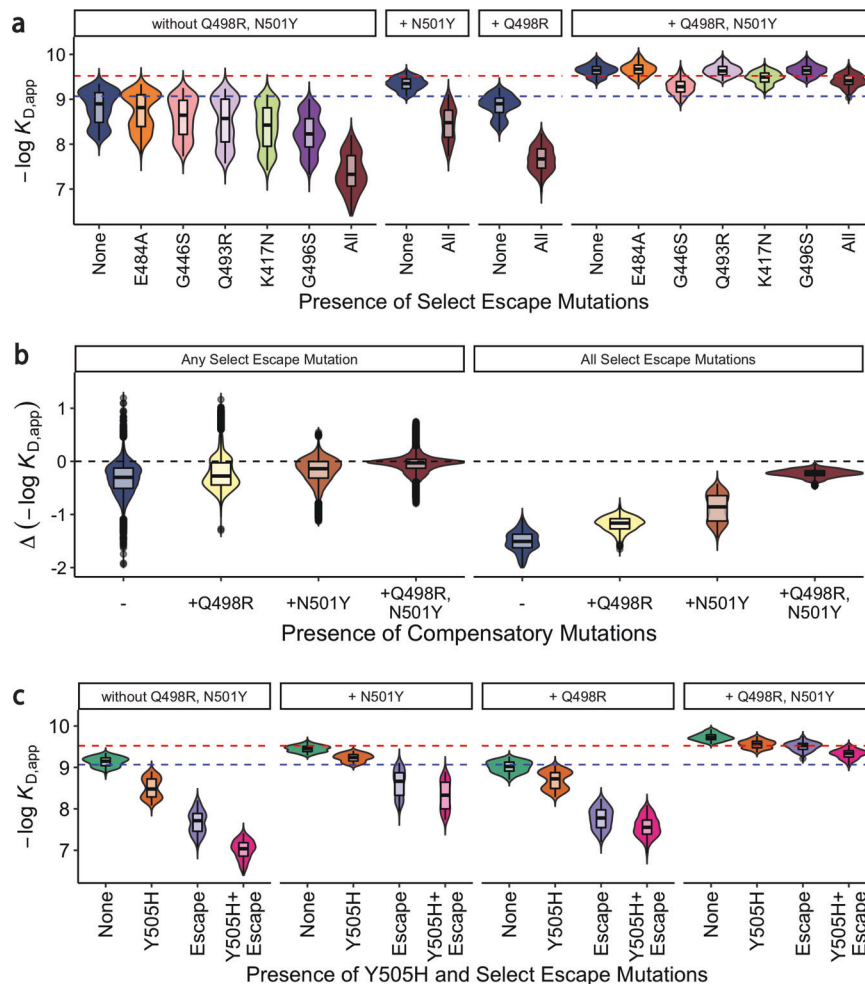 a
without Q498R, N501Y
+ N501Y
+ Q498R
+ Q498R, N501Y
−log K D,app
10
9
8
7
None
E484A
G446S
Q493R
K417N
G496S
All
None
All
None
All
None
E484A
G446S
Q493R
K417N
G496S
All
Presence of Select Escape Mutations
b
Any Select Escape Mutation
All Select Escape Mutations
Δ (−log K D,app)
1
0
-1
-2
-
+Q498R
+N501Y
+Q498R,
N501Y
-
+Q498R
+N501Y
+Q498R,
N501Y
Presence of Compensatory Mutations
c
without Q498R, N501Y
+ N501Y
+ Q498R
+ Q498R, N501Y
−log K D,app
10
9
8
7
None
Y505H
Escape
Y505H+
Escape
None
Y505H
Escape
Y505H+
Escape
None
Y505H
Escape
Y505H+
Escape
None
Y505H
Escape
Y505H+
Escape
Presence of Y505H and Select Escape Mutations